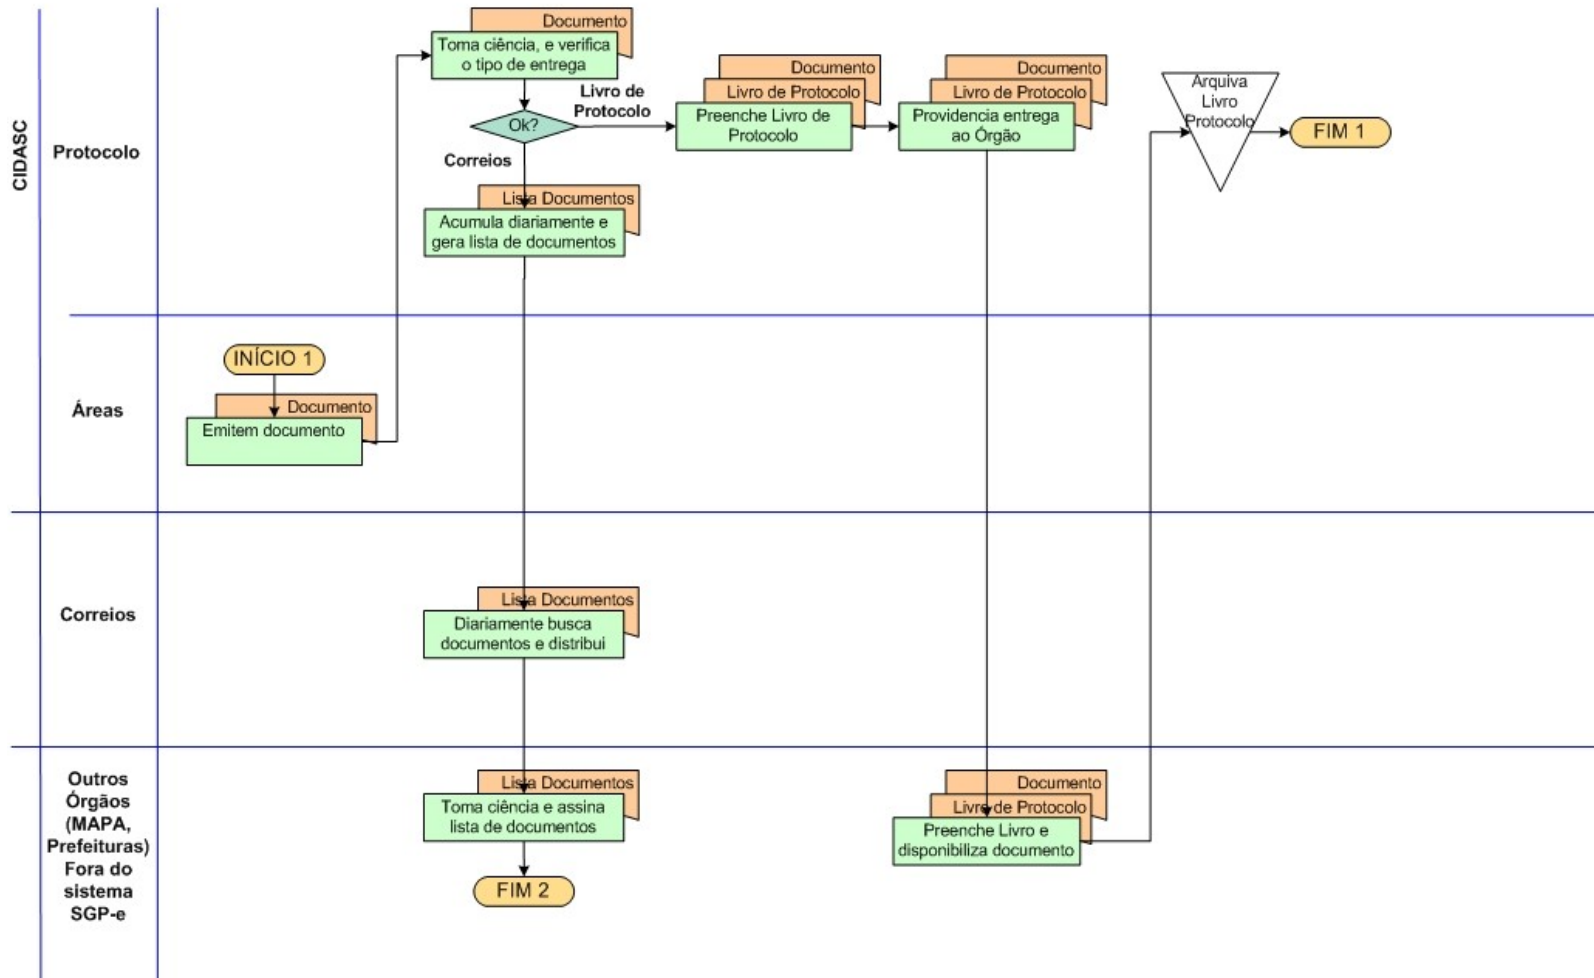 CIDASC
Protocolo
Documento
Toma ciência, e verifica
o tipo de entrega
Ok?
Livro de
Protocolo
Correios
Documento
Livro de Protocolo
Preenche Livro de
Protocolo
Documento
Livro de Protocolo
Providencia entrega
ao Órgão
Arquiva
Livro
Protocolo
FIM 1
Lista Documentos
Acumula diariamente e
gera lista de documentos
Áreas
INÍCIO 1
Documento
Emitem documento
Correios
Lista Documentos
Diariamente busca
documentos e distribui
Outros
Órgãos
(MAPA,
Prefeituras)
Fora do
sistema
SGP-e
Lista Documentos
Toma ciência e assina
lista de documentos
FIM 2
Documento
Livro de Protocolo
Preenche Livro e
disponibiliza documento